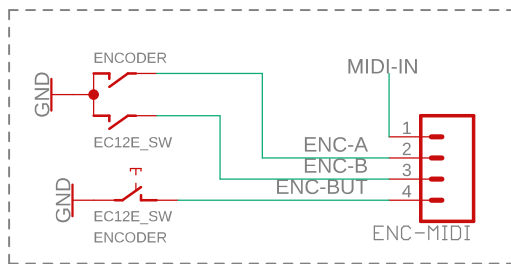 ENCODER
MIDI-IN
GND
1
ENC-A
2
EC12E_SW
ENC-B
3
ENC-BUT
4
GND
EC12E_SW
ENCODER
ENC-MIDI